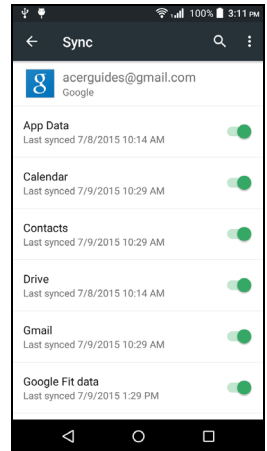 100% 3:11 PM
Sync
8
acerguides@gmail.com
Google
App Data
Last synced 7/8/2015 10:14 AM
Calendar
Last synced 7/9/2015 10:29 AM
Contacts
Last synced 7/9/2015 10:29 AM
Drive
Last synced 7/8/2015 10:14 AM
Gmail
Last synced 7/9/2015 10:29 AM
Google Fit data
Last synced 7/9/2015 1:29 PM